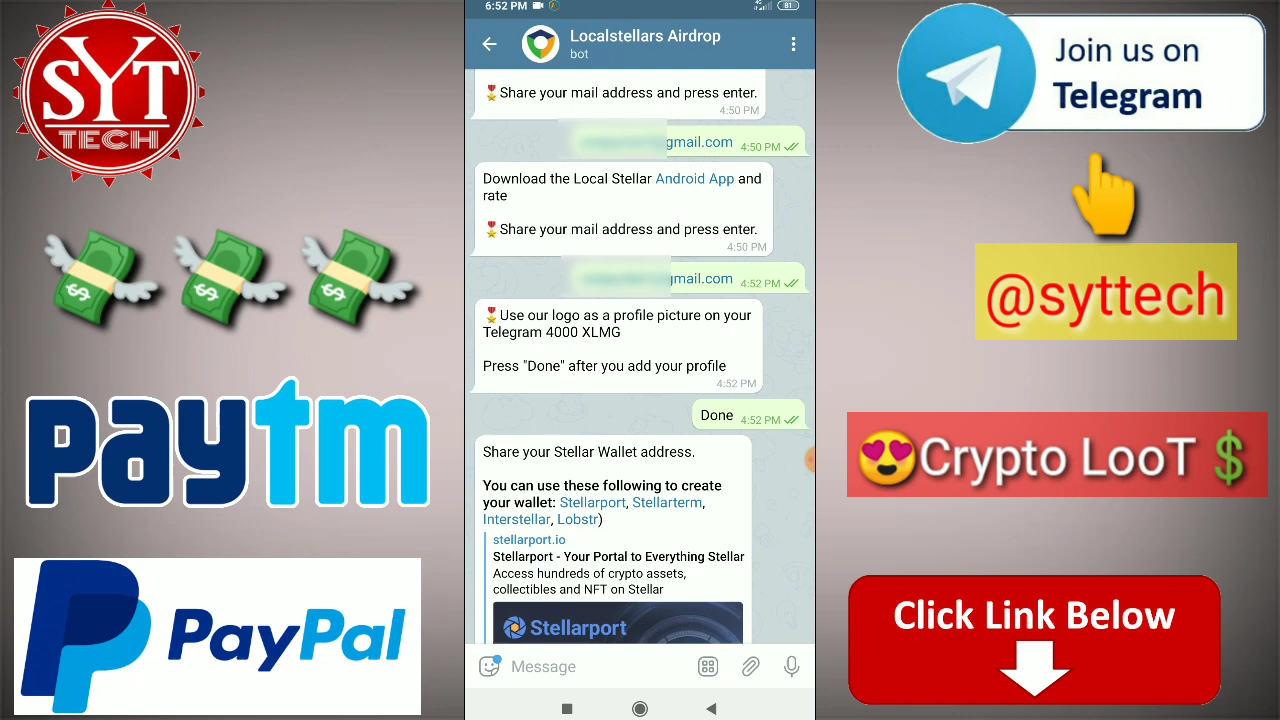 SYT
TECH
paytm
PayPal
6:52 PM
4G
81
Localstellars Airdrop
bot
🎖Share your mail address and press enter.
4:50 PM
gmail.com
4:50 PM
Download the Local Stellar Android App and
rate
🎖Share your mail address and press enter.
4:50 PM
gmail.com
4:52 PM
🎖Use our logo as a profile picture on your
Telegram 4000 XLMG
Press "Done" after you add your profile
4:52 PM
Done
4:52 PM
Share your Stellar Wallet address.
You can use these following to create
your wallet: Stellarport, Stellarterm,
Interstellar, Lobstr)
stellarport.io
Stellarport - Your Portal to Everything Stellar
Access hundreds of crypto assets,
collectibles and NFT on Stellar
Stellarport
Message
Join us on
Telegram
@syttech
😍Crypto LooT $
Click Link Below